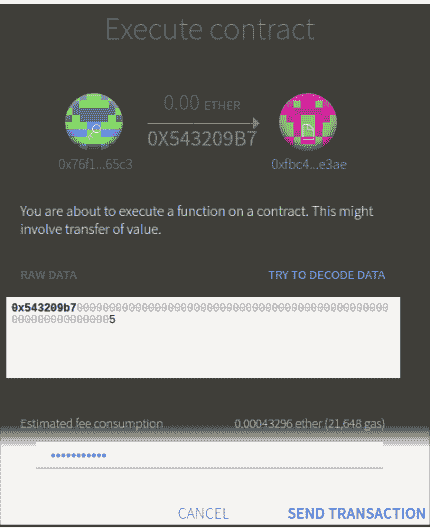 Execute contract
0.00 ETHER
0X543209B7
0x76f1...65c3
0xfbc4...e3ae
You are about to execute a function on a contract. This might
involve transfer of value.
RAW DATA
TRY TO DECODE DATA
0x543209b7000000000000000000000000000000000000000000000000
0000000000000005
Estimated fee consumption
0.00043296 ether (21,648 gas)
CANCEL
SEND TRANSACTION